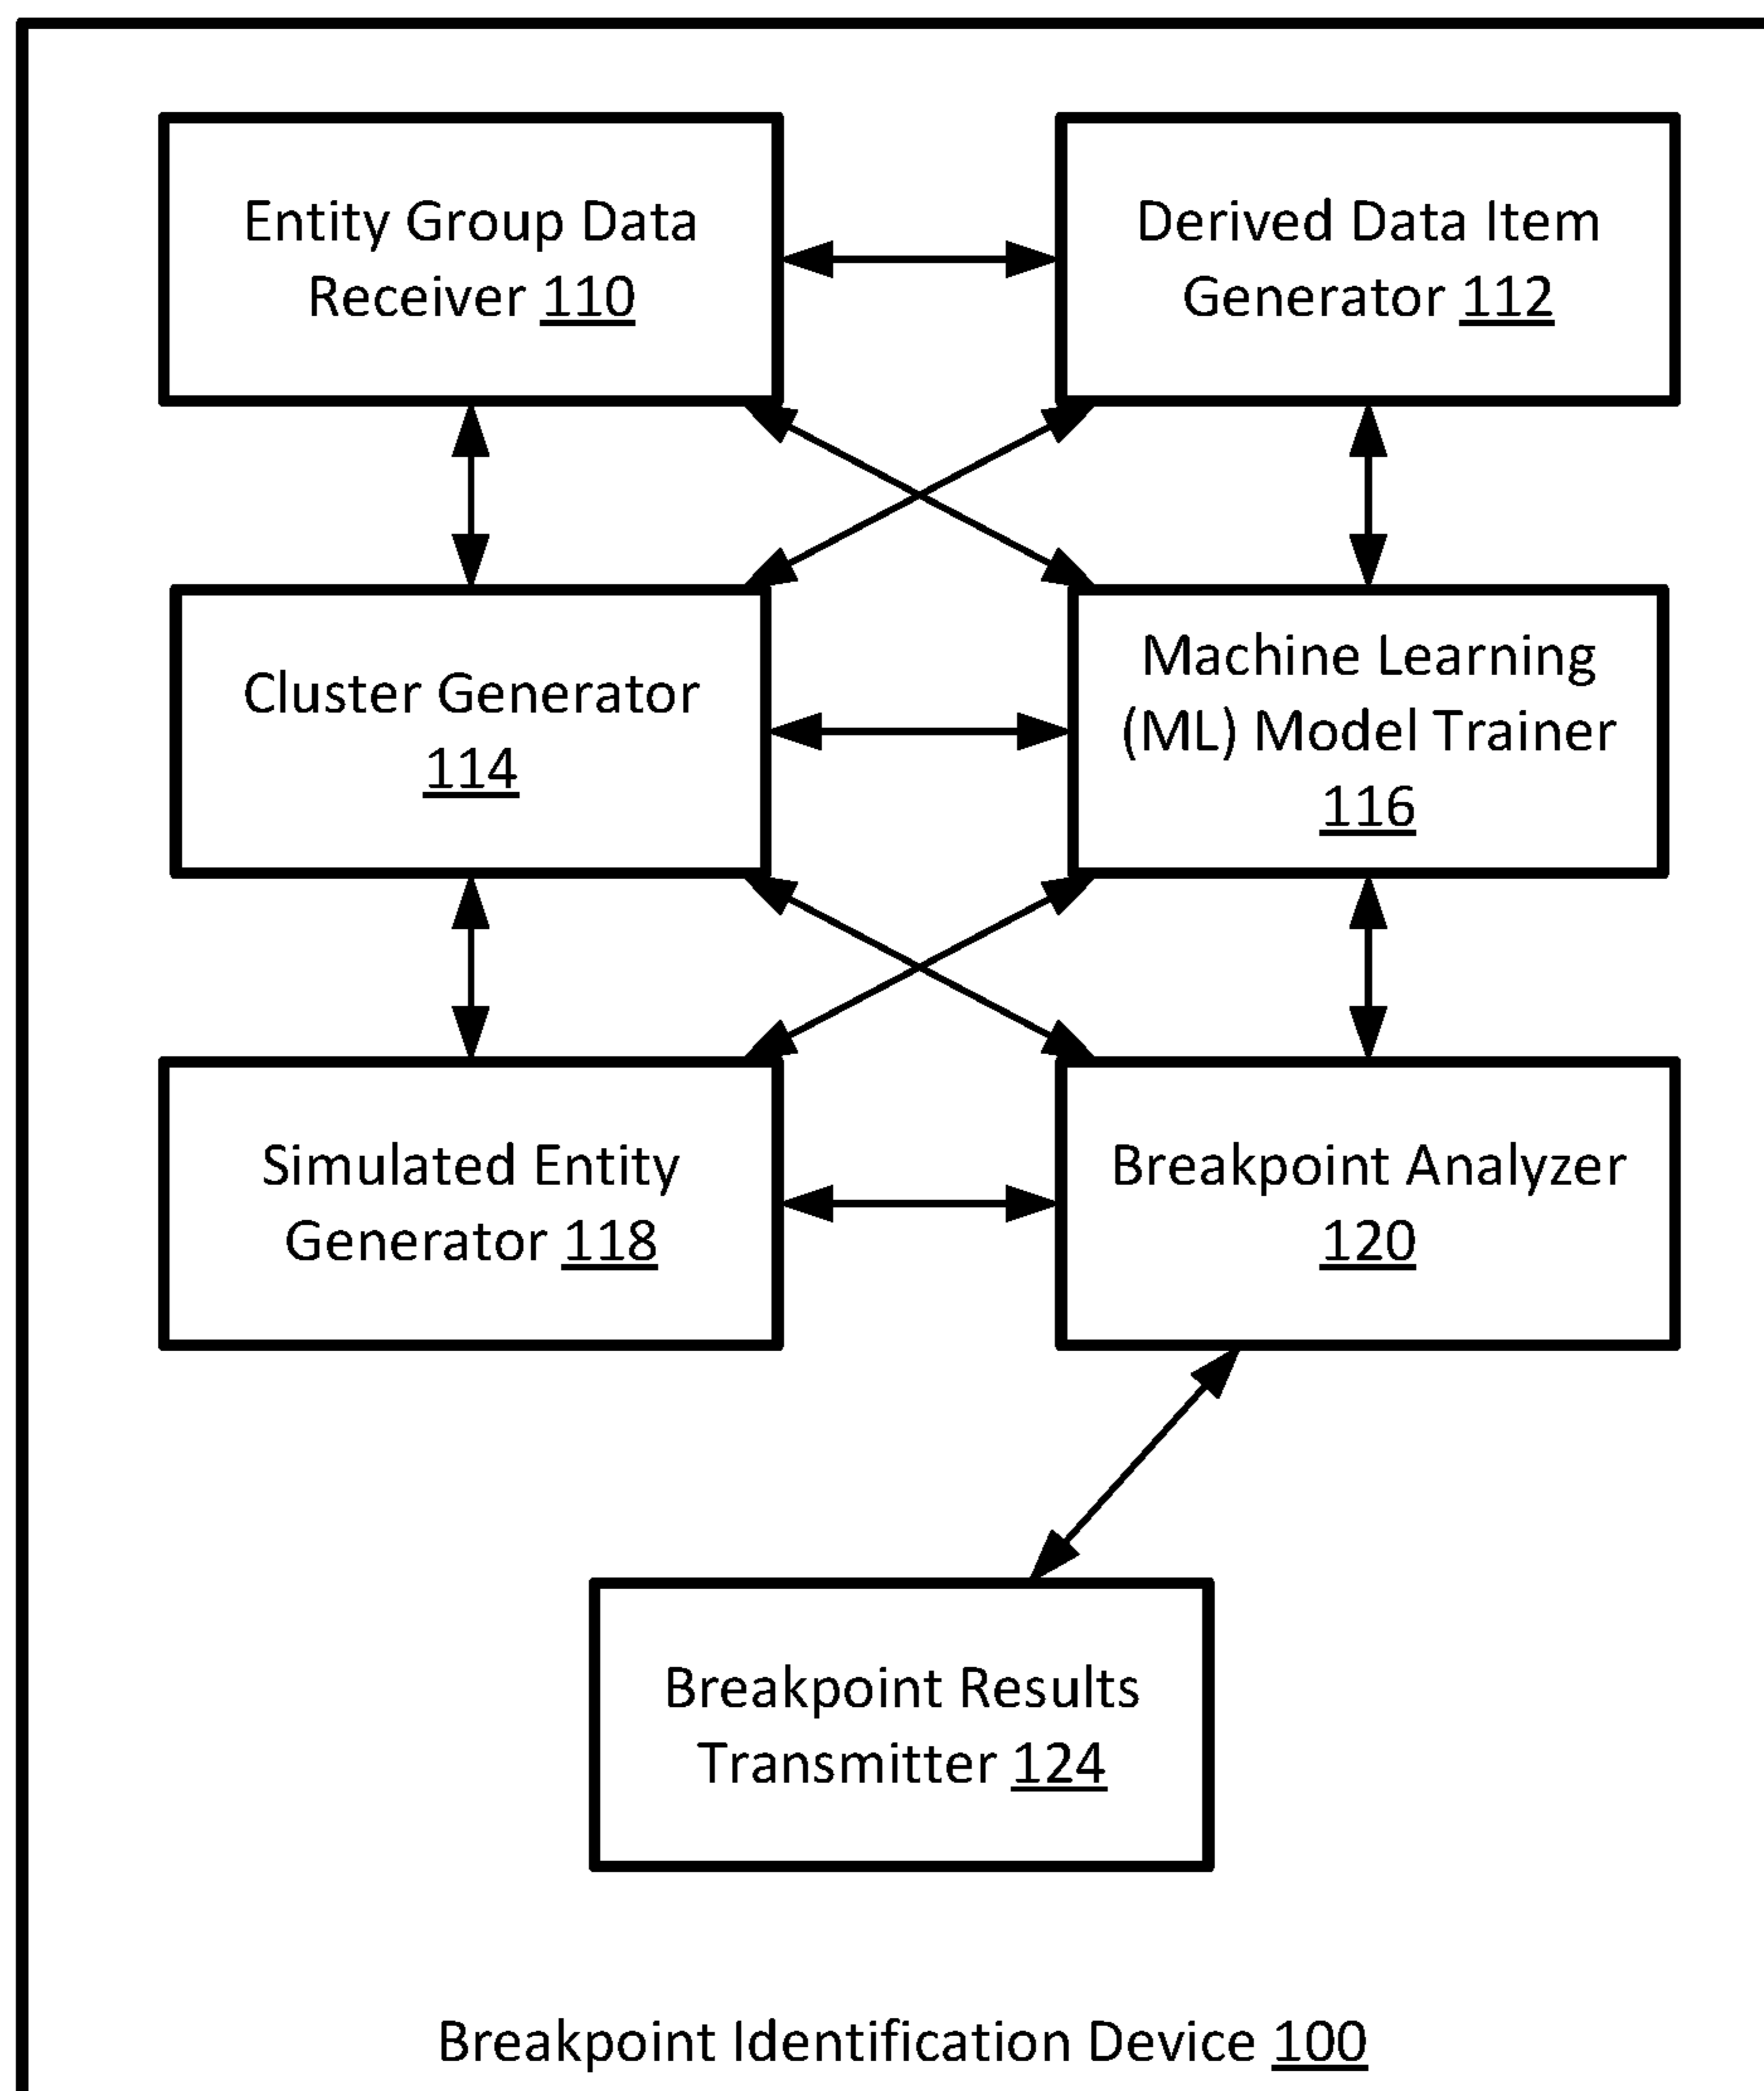 Entity Group Data
Receiver 110
Derived Data Item
Generator 112
Cluster Generator
114
Machine Learning
(ML) Model Trainer
116
Simulated Entity
Generator 118
Breakpoint Analyzer
120
Breakpoint Results
Transmitter 124
Breakpoint Identification Device 100